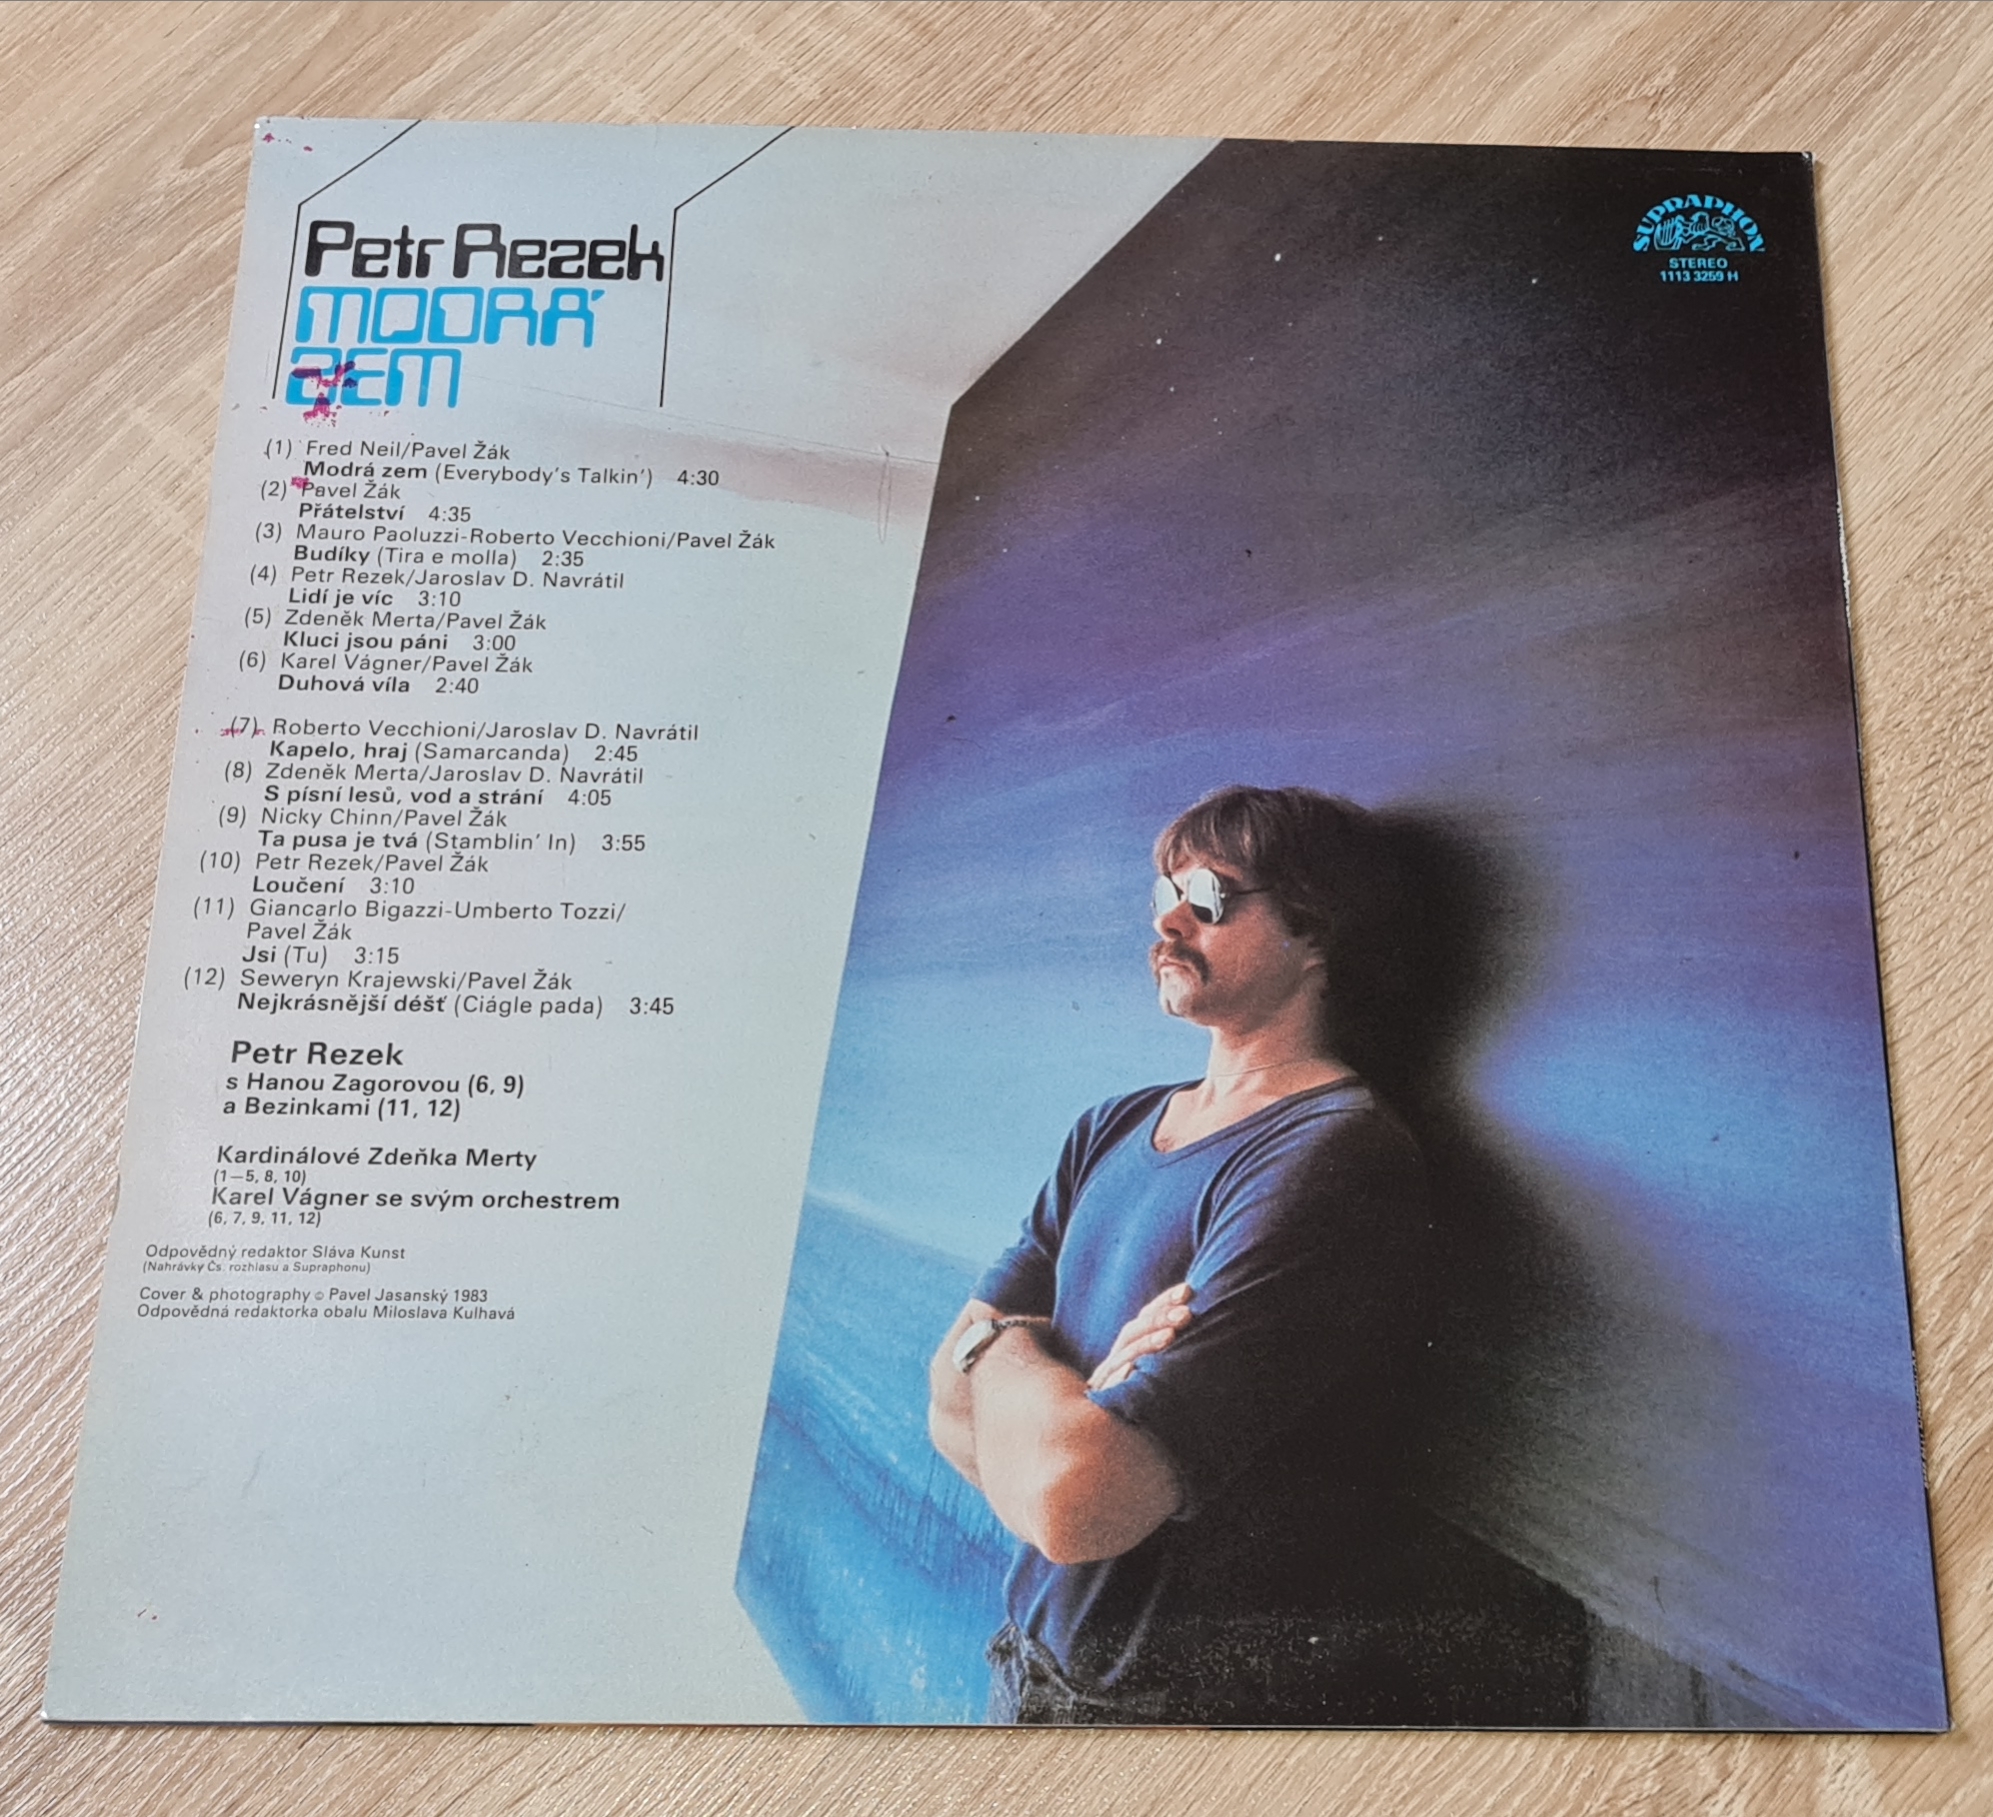 Petr Rezek
MODRÁ
ZEM
(1) Fred Neil/Pavel Žák
Modrá zem (Everybody's Talkin') 4:30
(2) Pavel Žák
Přátelství 4:35
(3) Mauro Paoluzzi-Roberto Vecchioni/Pavel Žák
Budíky (Tira e molla) 2:35
(4) Petr Rezek/Jaroslav D. Navrátil
Lidí je víc 3:10
(5) Zdeněk Merta/Pavel Žák
Kluci jsou páni 3:00
(6) Karel Vágner/Pavel Žák
Duhová víla 2:40
(7) Roberto Vecchioni/Jaroslav D. Navrátil
Kapelo, hraj (Samarcanda) 2:45
(8) Zdeněk Merta/Jaroslav D. Navrátil
S písní lesů, vod a strání 4:05
(9) Nicky Chinn/Pavel Žák
Ta pusa je tvá (Stamblin' In) 3:55
(10) Petr Rezek/Pavel Žák
Loučení 3:10
(11) Giancarlo Bigazzi-Umberto Tozzi/
Pavel Žák
Jsi (Tu) 3:15
(12) Seweryn Krajewski/Pavel Žák
Nejkrásnější déšť (Ciágle pada) 3:45
Petr Rezek
s Hanou Zagorovou (6, 9)
a Bezinkami (11, 12)
Kardinálové Zdeňka Merty
(1—5, 8, 10)
Karel Vágner se svým orchestrem
(6, 7, 9, 11, 12)
Odpovědný redaktor Sláva Kunst
(Nahrávky Čs. rozhlasu a Supraphonu)
Cover & photography © Pavel Jasanský 1983
Odpovědná redaktorka obalu Miloslava Kulhavá
SUPRAPHON
STEREO
1113 3259 H